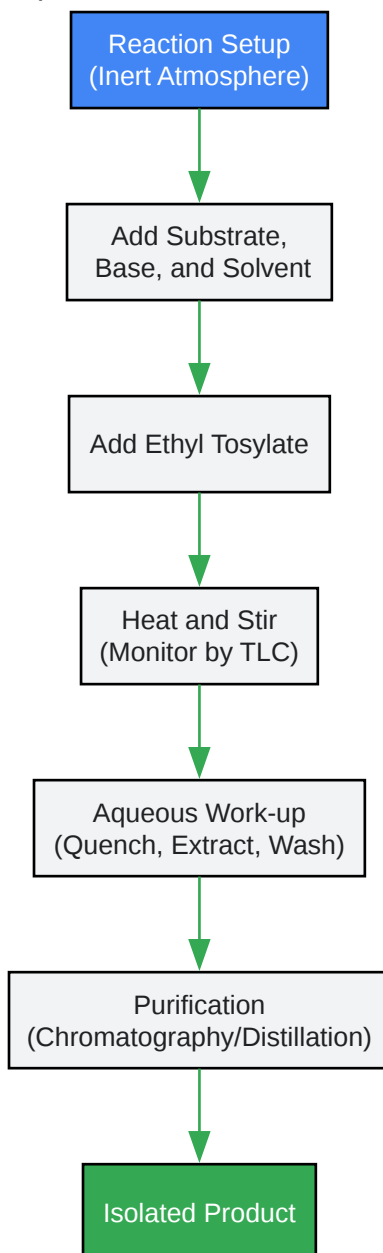 Reaction Setup
(Inert Atmosphere)
Add Substrate,
Base, and Solvent
Add Ethyl Tosylate
Heat and Stir
(Monitor by TLC)
Aqueous Work-up
(Quench, Extract, Wash)
Purification
(Chromatography/Distillation)
Isolated Product